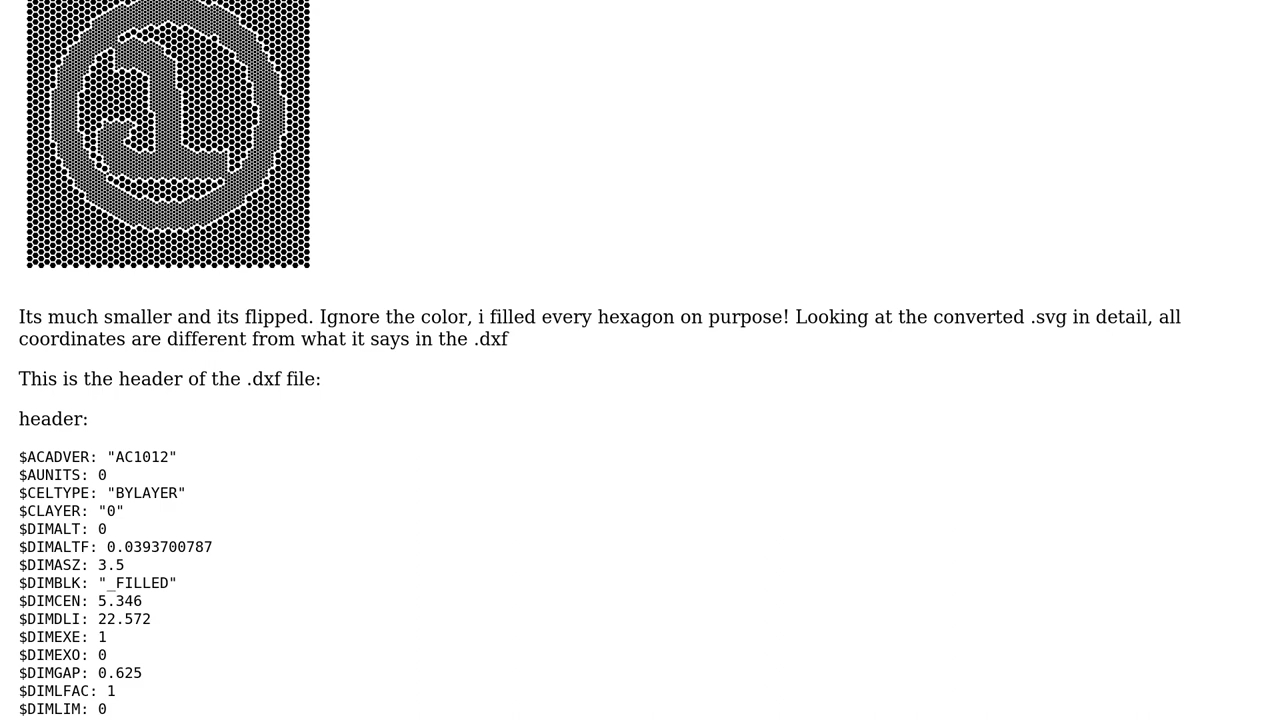 Its much smaller and its flipped. Ignore the color, i filled every hexagon on purpose! Looking at the converted .svg in detail, all
coordinates are different from what it says in the .dxf
This is the header of the .dxf file:
header:
$ACADVER: "AC1012"
$AUNITS: 0
$CELTYPE: "BYLAYER"
$CLAYER: "0"
$DIMALT: 0
$DIMALTF: 0.0393700787
$DIMASZ: 3.5
$DIMBLK: "_FILLED"
$DIMCEN: 5.346
$DIMDLI: 22.572
$DIMEXE: 1
$DIMEXO: 0
$DIMGAP: 0.625
$DIMLFAC: 1
$DIMLIM: 0